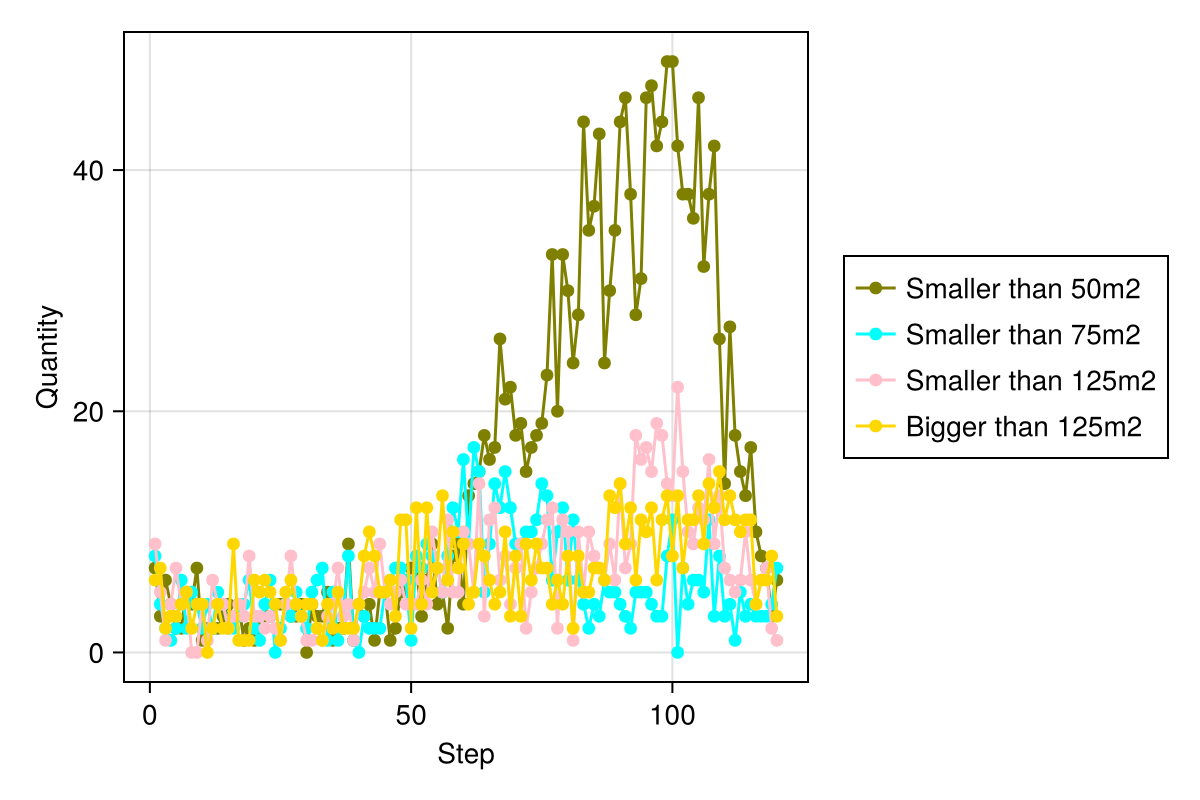 40
20
0
Quantity
0
50
100
Step
Smaller than 50m2
Smaller than 75m2
Smaller than 125m2
Bigger than 125m2